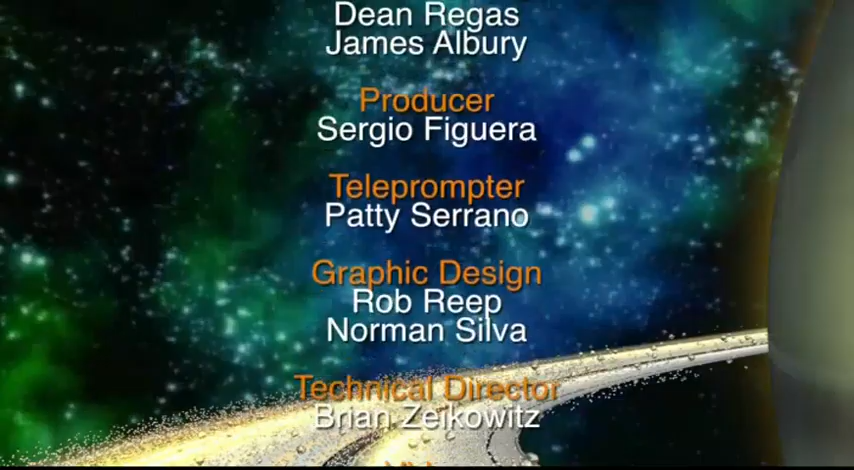 Dean Regas
James Albury
Producer
Sergio Figuera
Teleprompter
Patty Serrano
Graphic Design
Rob Reep
Norman Silva
Technical Director
Brian Zeikowitz